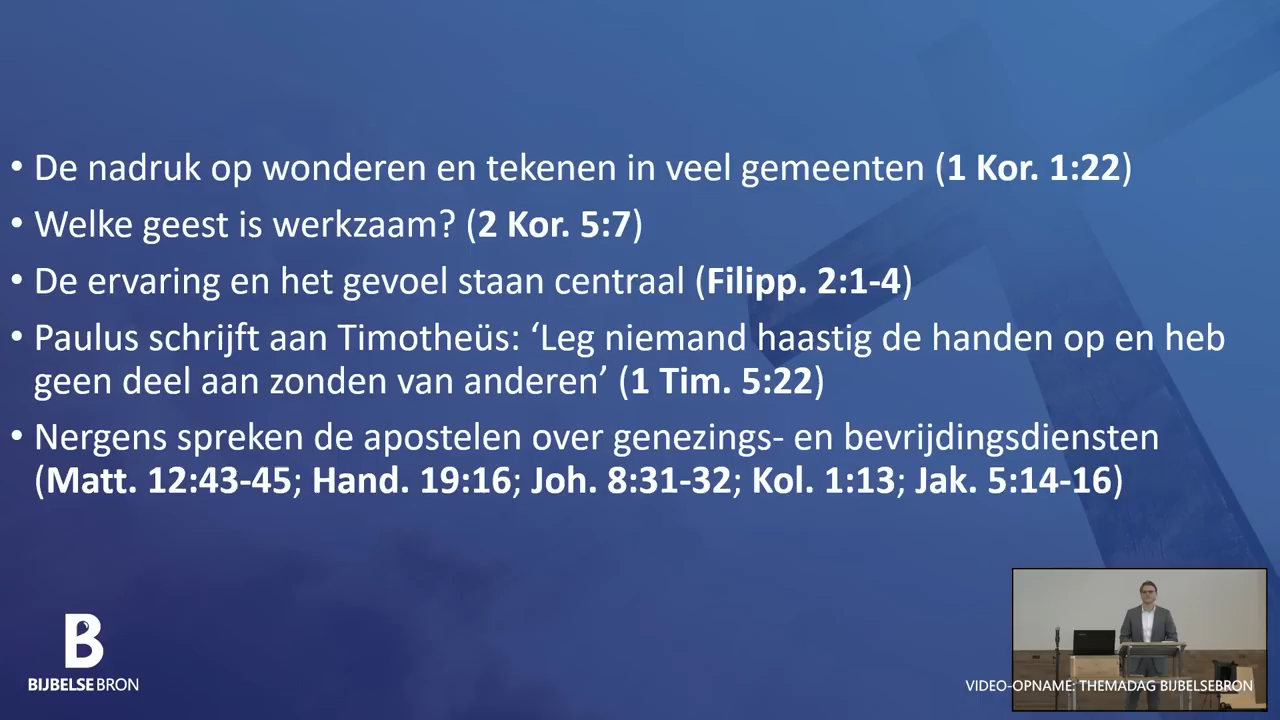 • De nadruk op wonderen en tekenen in veel gemeenten (1 Kor. 1:22)
• Welke geest is werkzaam? (2 Kor. 5:7)
• De ervaring en het gevoel staan centraal (Filipp. 2:1-4)
• Paulus schrijft aan Timotheüs: ‘Leg niemand haastig de handen op en heb
geen deel aan zonden van anderen’ (1 Tim. 5:22)
• Nergens spreken de apostelen over genezings- en bevrijdingsdiensten
(Matt. 12:43-45; Hand. 19:16; Joh. 8:31-32; Kol. 1:13; Jak. 5:14-16)
B
BIJBELSEBRON
VIDEO-OPNAME: THEMADAG BIJBELSEBRON